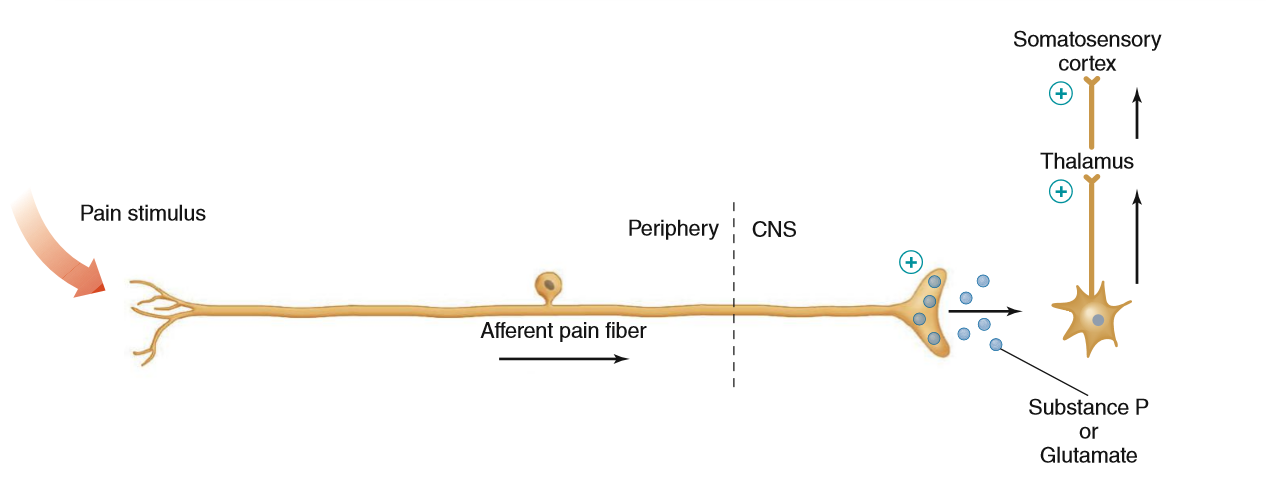 Somatosensory
cortex
+
Thalamus
+
Pain stimulus
Periphery
CNS
+
Afferent pain fiber
Substance P
or
Glutamate